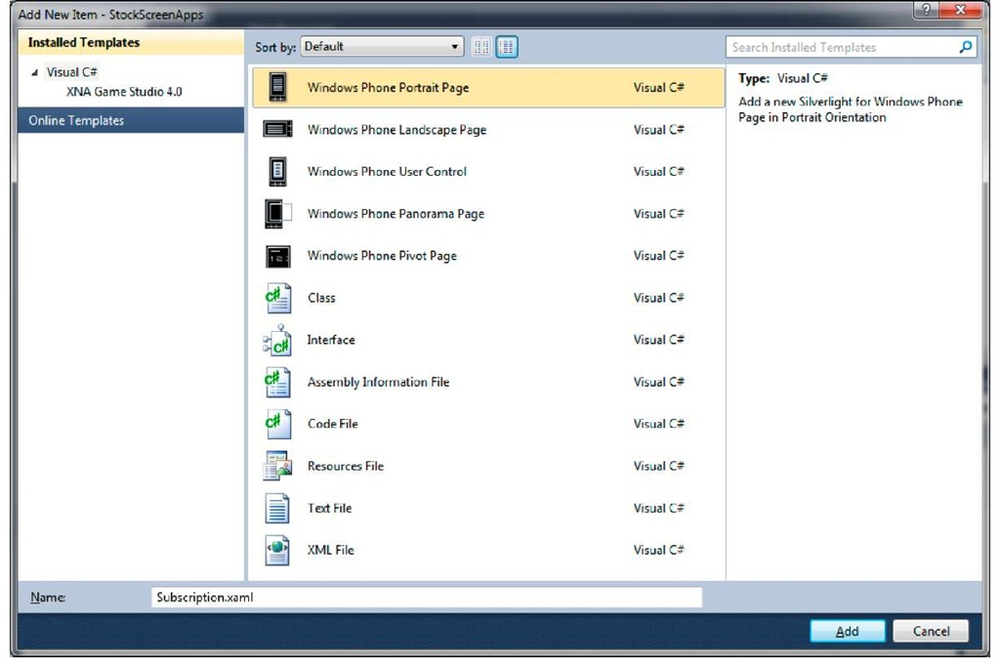 Add New Item - StockScreenApps
Installed Templates
Visual C#
XNA Game Studio 4.0
Online Templates
Sort by: Default
Search Installed Templates
Windows Phone Portrait Page Visual C#
Windows Phone Landscape Page Visual C#
Windows Phone User Control Visual C#
Windows Phone Panorama Page Visual C#
Windows Phone Pivot Page Visual C#
Class Visual C#
Interface Visual C#
Assembly Information File Visual C#
Code File Visual C#
Resources File Visual C#
Text File Visual C#
XML File Visual C#
Type: Visual C#
Add a new Silverlight for Windows Phone
Page in Portrait Orientation
Name: Subscription.xaml
Add Cancel